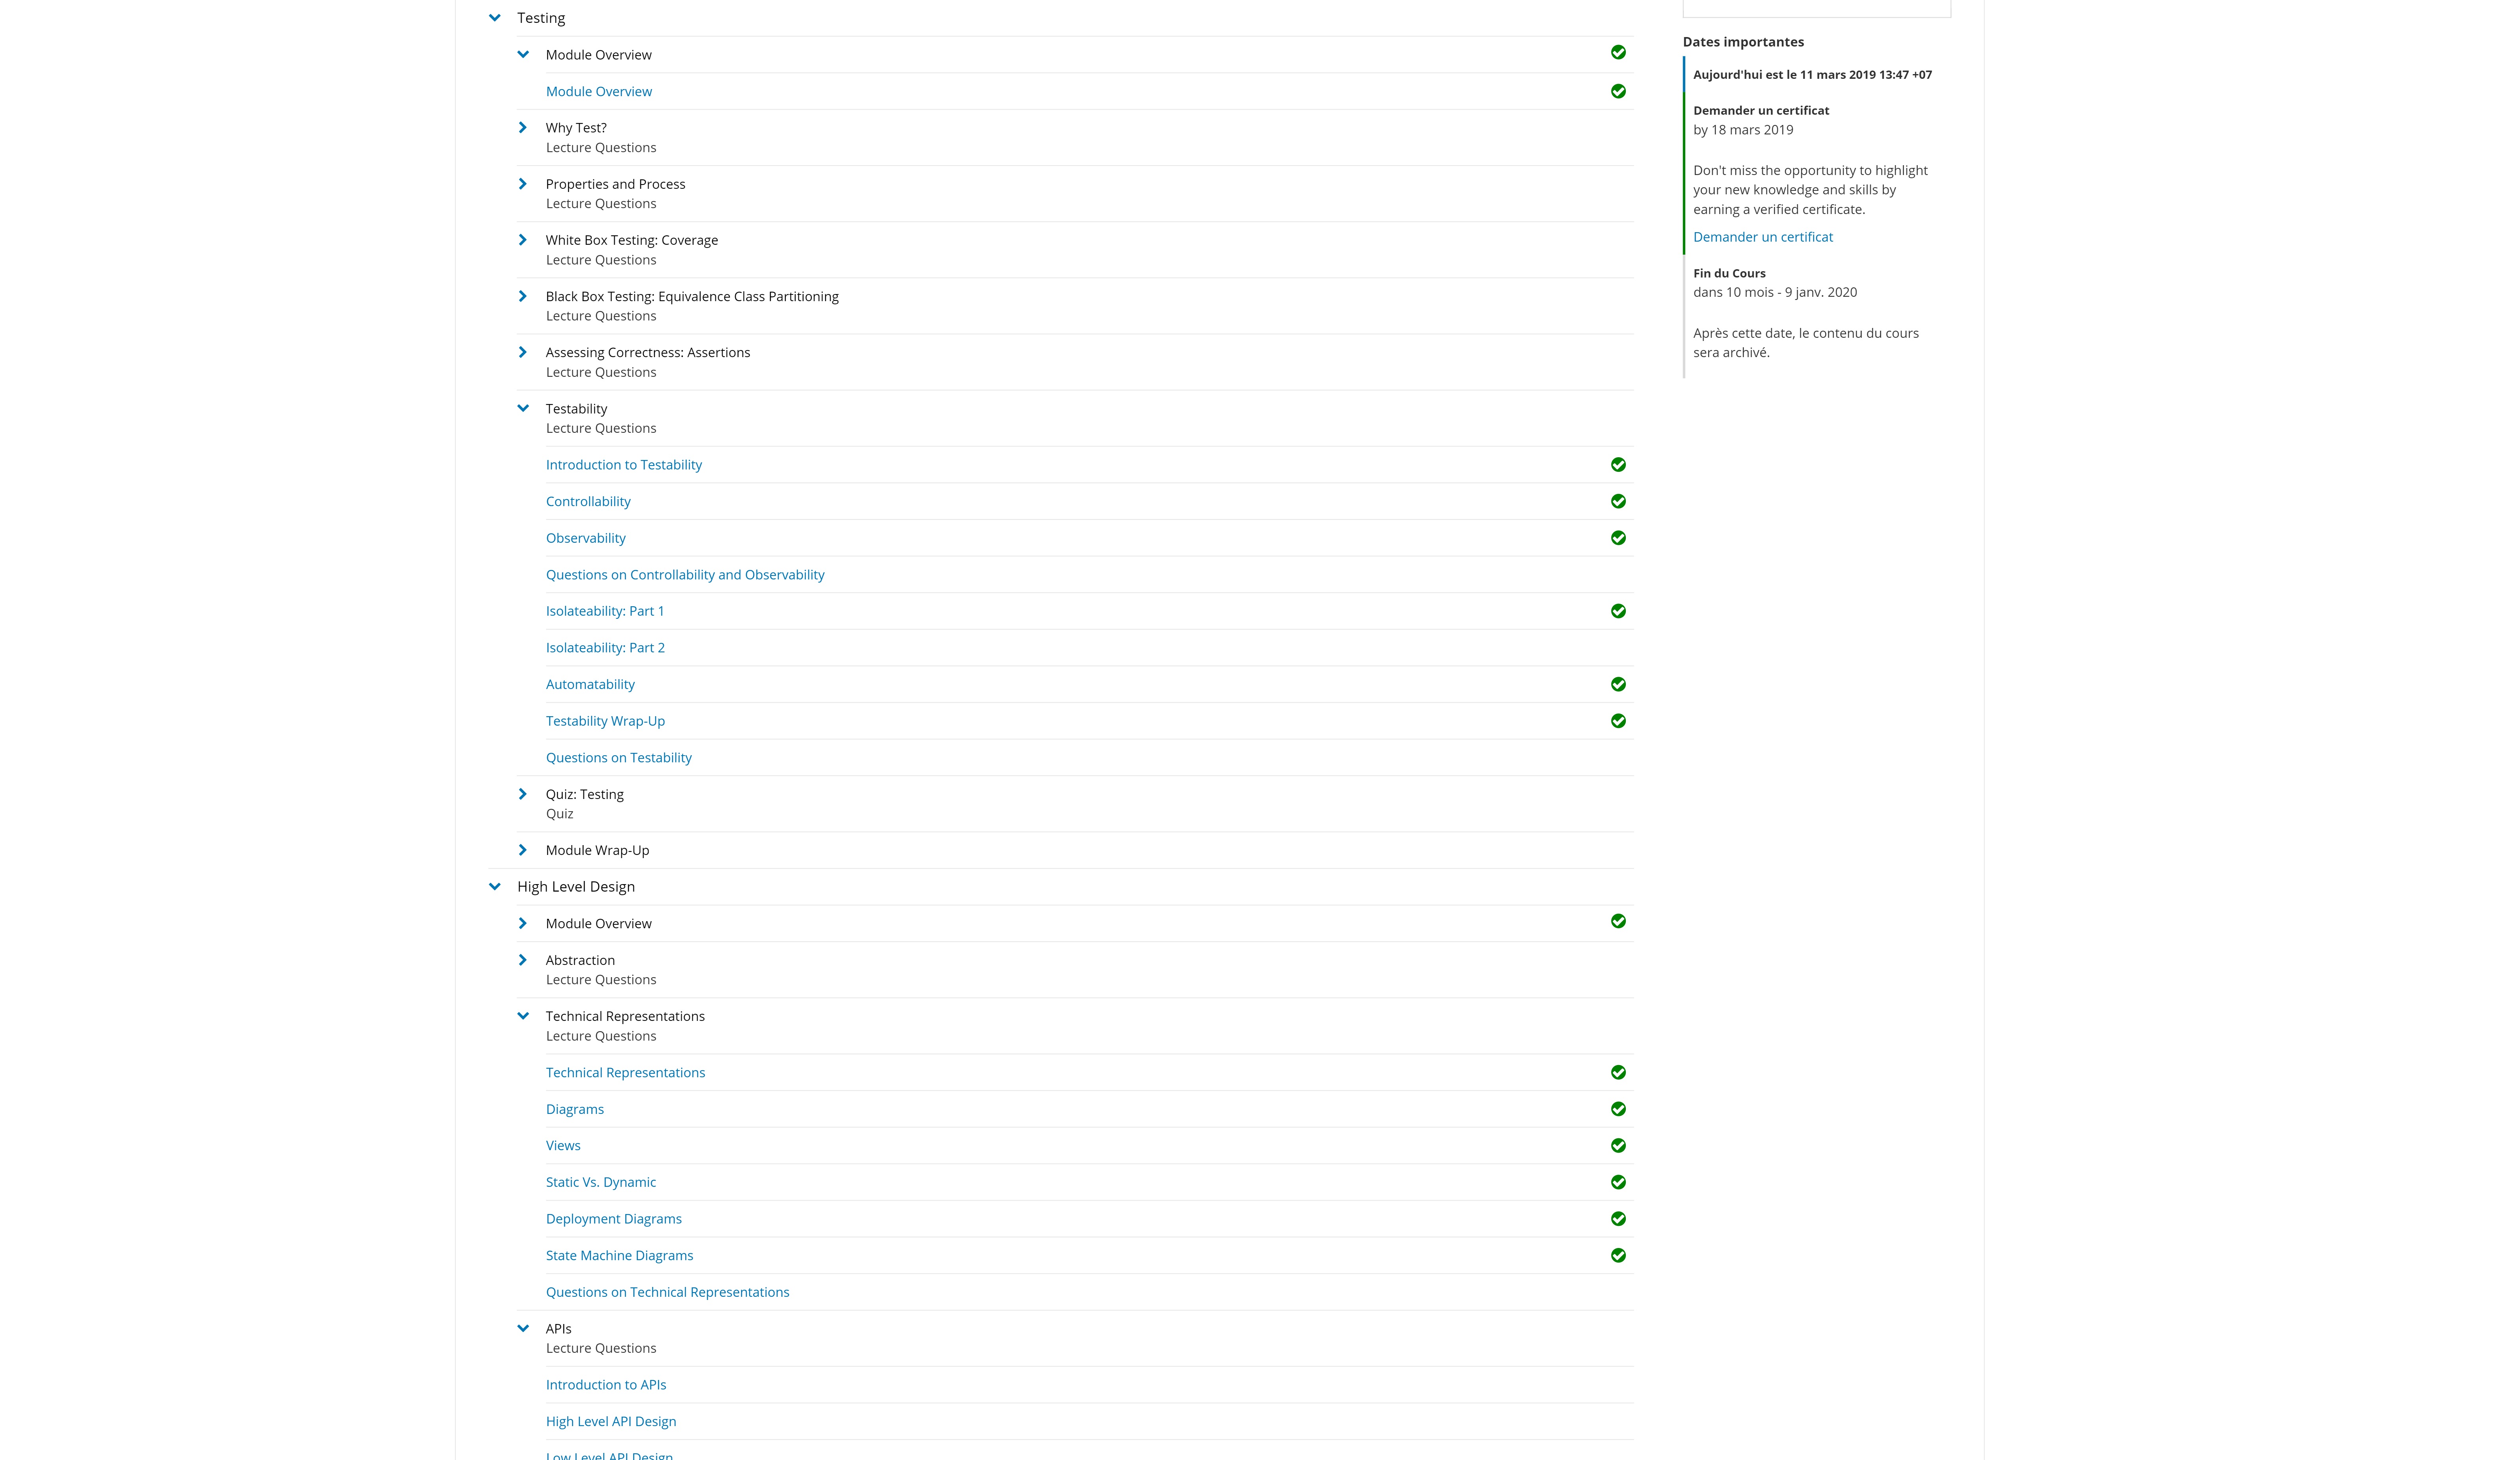 Testing
Module Overview
Module Overview
Why Test?
Lecture Questions
Properties and Process
Lecture Questions
White Box Testing: Coverage
Lecture Questions
Black Box Testing: Equivalence Class Partitioning
Lecture Questions
Assessing Correctness: Assertions
Lecture Questions
Testability
Lecture Questions
Introduction to Testability
Controllability
Observability
Questions on Controllability and Observability
Isolateability: Part 1
Isolateability: Part 2
Automatability
Testability Wrap-Up
Questions on Testability
Quiz: Testing
Quiz
Module Wrap-Up
High Level Design
Module Overview
Abstraction
Lecture Questions
Technical Representations
Lecture Questions
Technical Representations
Diagrams
Views
Static Vs. Dynamic
Deployment Diagrams
State Machine Diagrams
Questions on Technical Representations
APIs
Lecture Questions
Introduction to APIs
High Level API Design
Low Level API Design
Dates importantes
Aujourd'hui est le 11 mars 2019 13:47 +07
Demander un certificat
by 18 mars 2019
Don't miss the opportunity to highlight
your new knowledge and skills by
earning a verified certificate.
Demander un certificat
Fin du Cours
dans 10 mois - 9 janv. 2020
Après cette date, le contenu du cours
sera archivé.